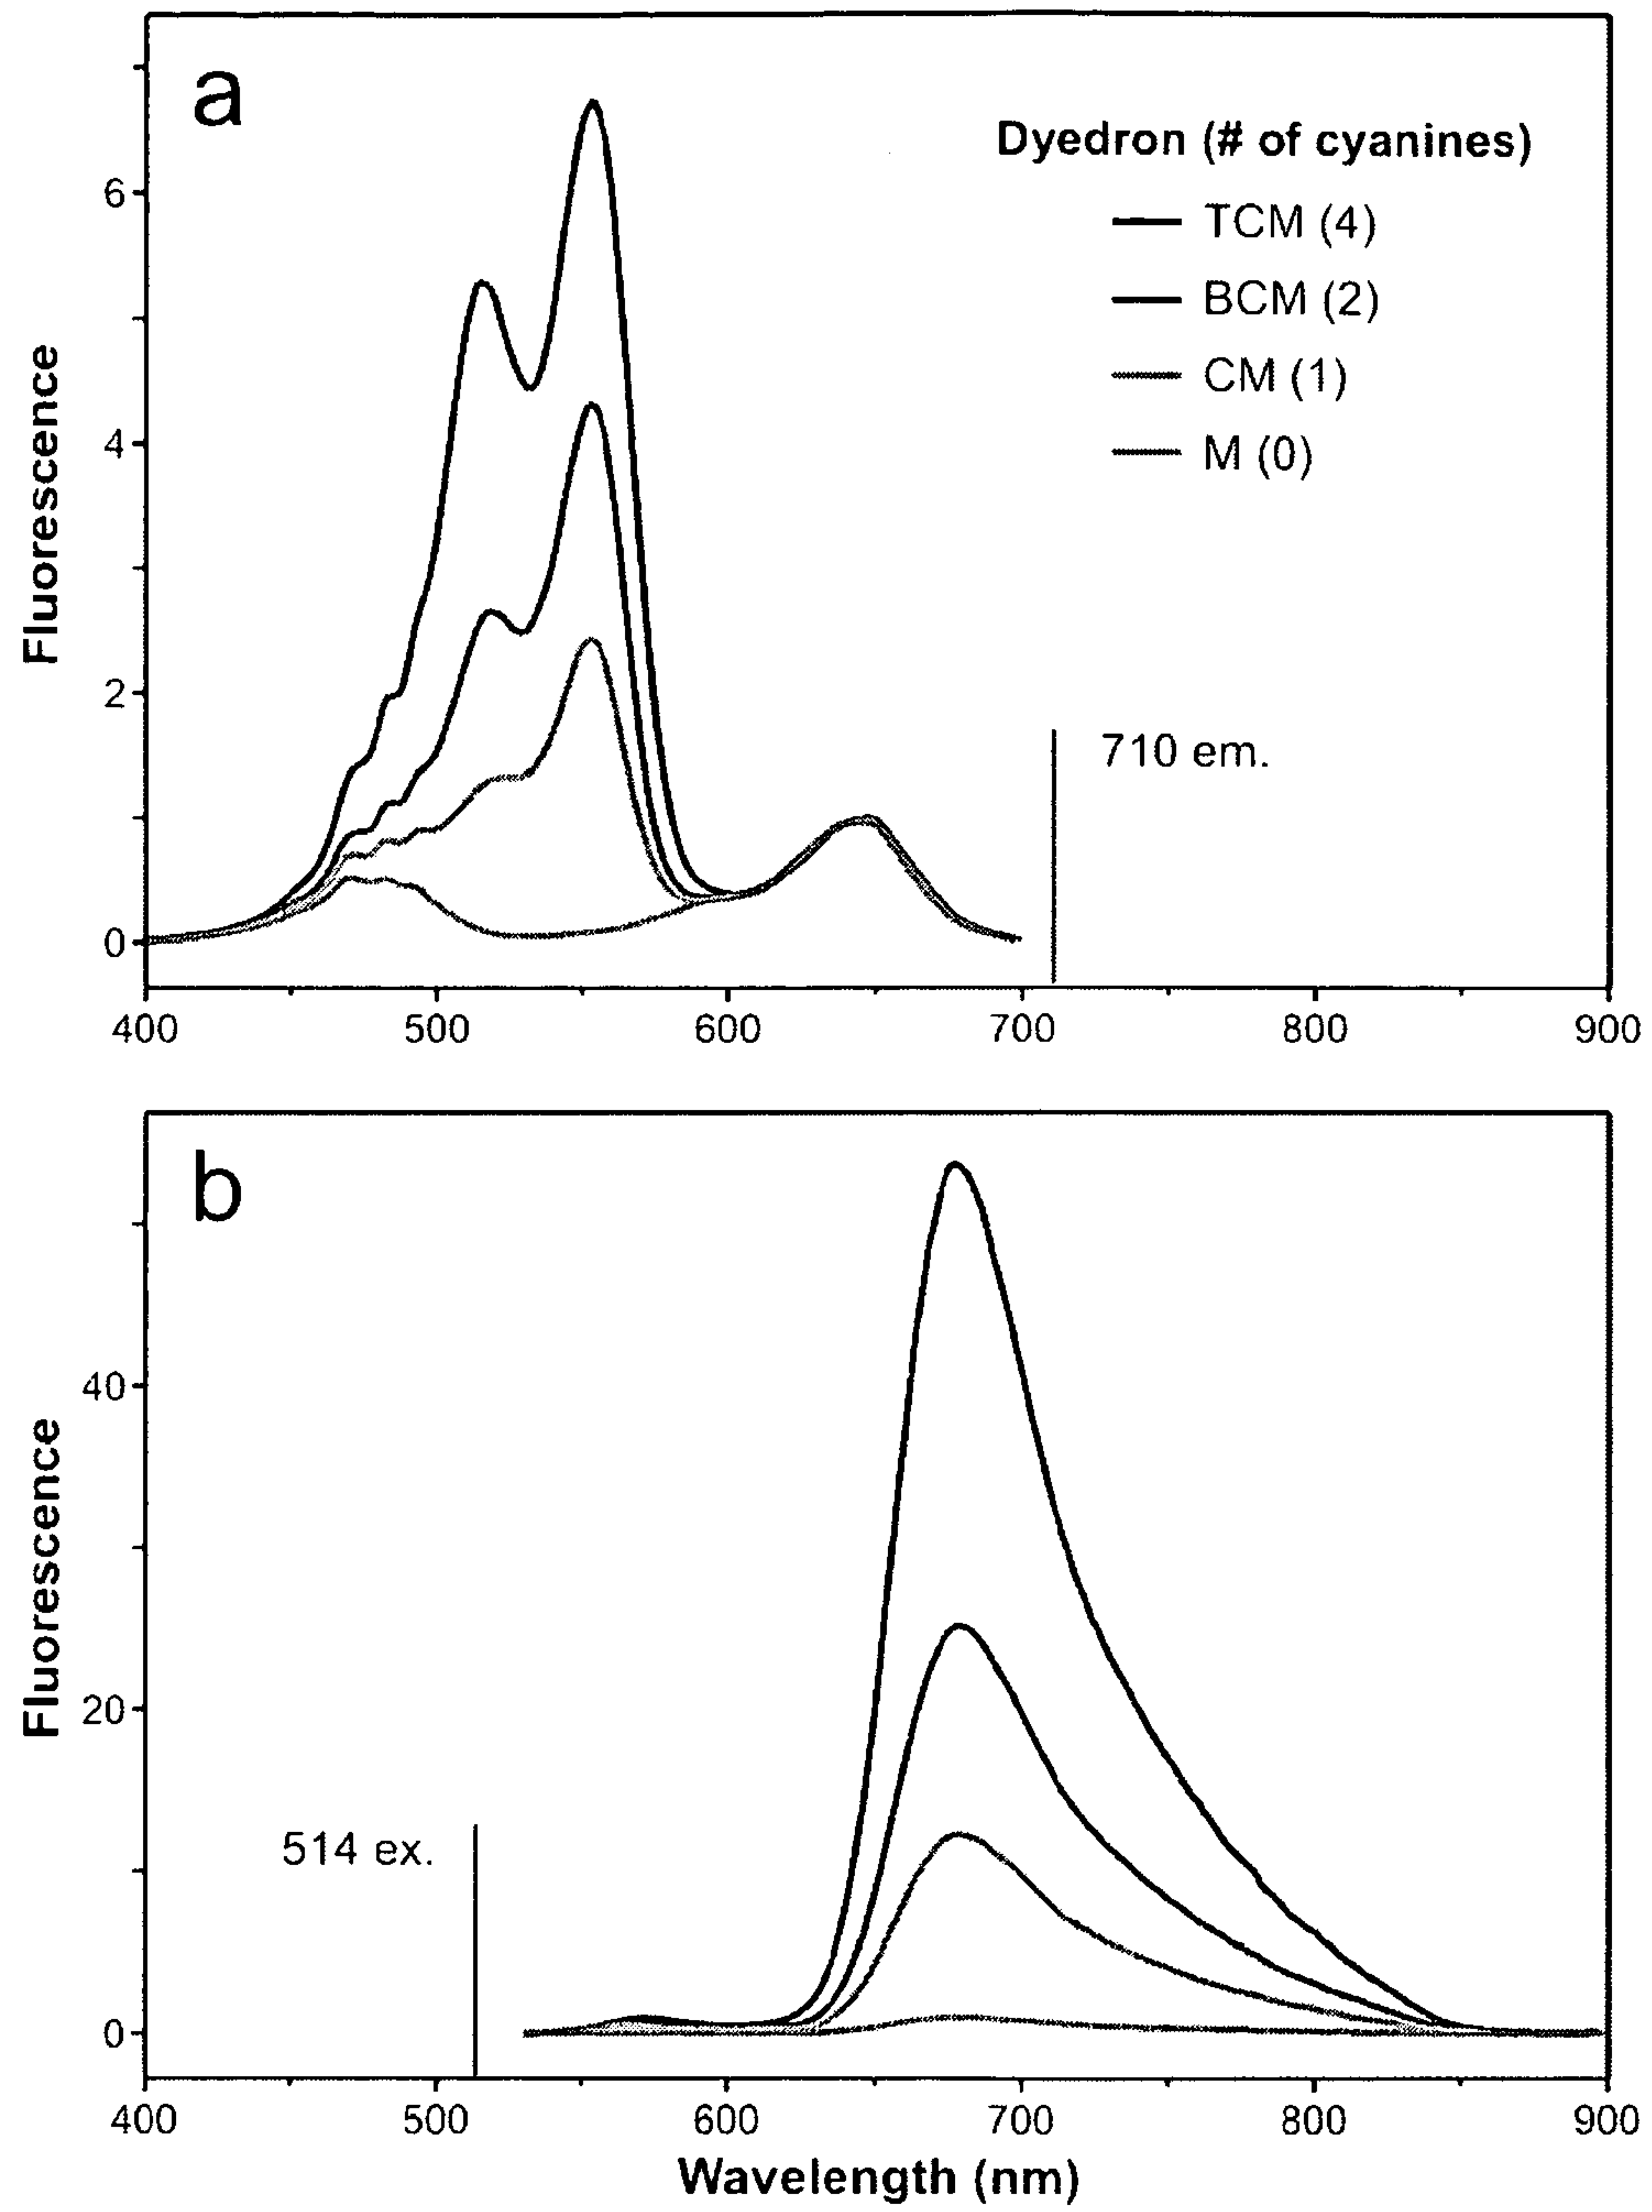 a
Dyedron (# of cyanines)
TCM (4)
BCM (2)
CM (1)
M (0)
710 em.
Fluorescence
6
4
2
0
400 500 600 700 800 900
b
514 ex.
Fluorescence
40
20
0
400 500 600 700 800 900
Wavelength (nm)